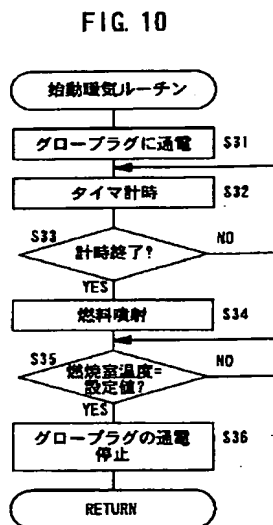 FIG. 10
始動暖気ルーチン
グロープラグに通電 S31
タイマ計時 S32
S33
計時終了? NO
YES
燃料噴射 S34
S35
燃焼室温度= NO
設定値?
YES
グロープラグの通電 S36
停止
RETURN